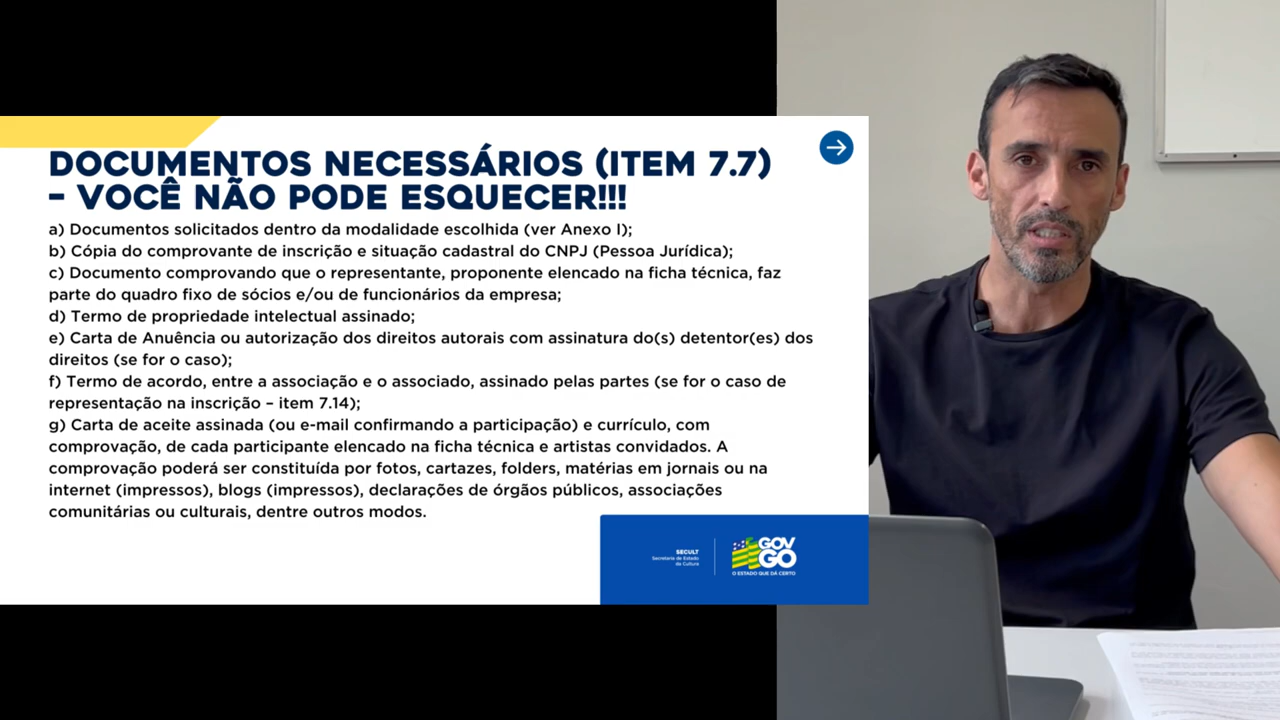 DOCUMENTOS NECESSÁRIOS (ITEM 7.7)
– VOCÊ NÃO PODE ESQUECER!!!
a) Documentos solicitados dentro da modalidade escolhida (ver Anexo I);
b) Cópia do comprovante de inscrição e situação cadastral do CNPJ (Pessoa Jurídica);
c) Documento comprovando que o representante, proponente elencado na ficha técnica, faz
parte do quadro fixo de sócios e/ou de funcionários da empresa;
d) Termo de propriedade intelectual assinado;
e) Carta de Anuência ou autorização dos direitos autorais com assinatura do(s) detentor(es) dos
direitos (se for o caso);
f) Termo de acordo, entre a associação e o associado, assinado pelas partes (se for o caso de
representação na inscrição – item 7.14);
g) Carta de aceite assinada (ou e-mail confirmando a participação) e currículo, com
comprovação, de cada participante elencado na ficha técnica e artistas convidados. A
comprovação poderá ser constituída por fotos, cartazes, folders, matérias em jornais ou na
internet (impressos), blogs (impressos), declarações de órgãos públicos, associações
comunitárias ou culturais, dentre outros modos.
SECULT
Secretaria de Estado
da Cultura
GOV
GO
O ESTADO QUE DÁ CERTO